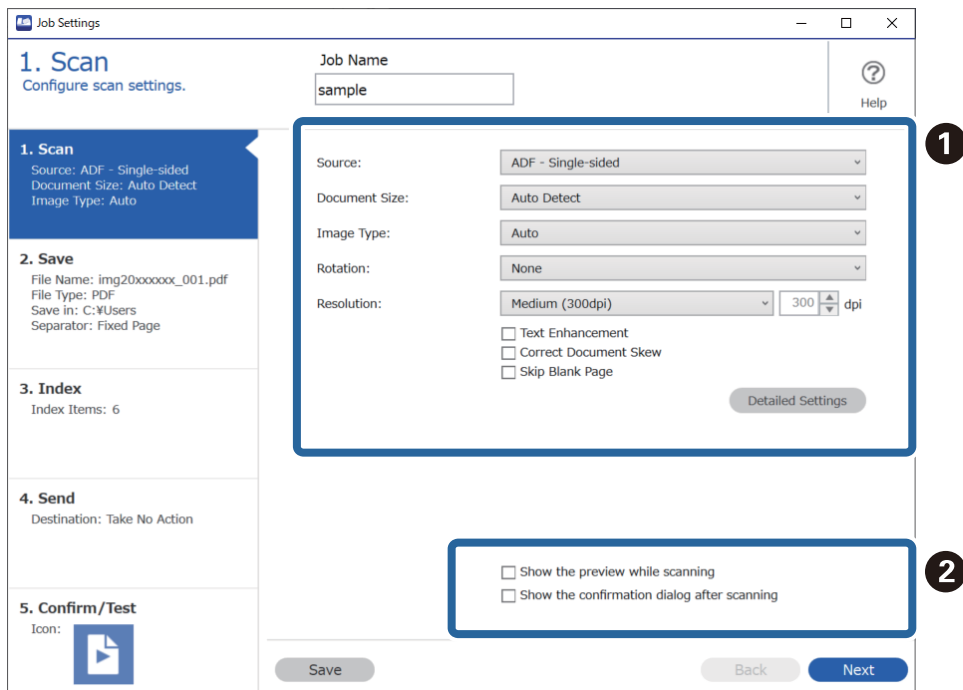 Job Settings
1. Scan
Configure scan settings.
Job Name
sample
Help
1. Scan
Source: ADF - Single-sided
Document Size: Auto Detect
Image Type: Auto
2. Save
File Name: img20xxxxxx_001.pdf
File Type: PDF
Save in: C:¥Users
Separator: Fixed Page
3. Index
Index Items: 6
4. Send
Destination: Take No Action
5. Confirm/Test
Icon:
1
Source: ADF - Single-sided
Document Size: Auto Detect
Image Type: Auto
Rotation: None
Resolution: Medium (300dpi) 300 dpi
Text Enhancement
Correct Document Skew
Skip Blank Page
Detailed Settings
2
Show the preview while scanning
Show the confirmation dialog after scanning
Save Back Next